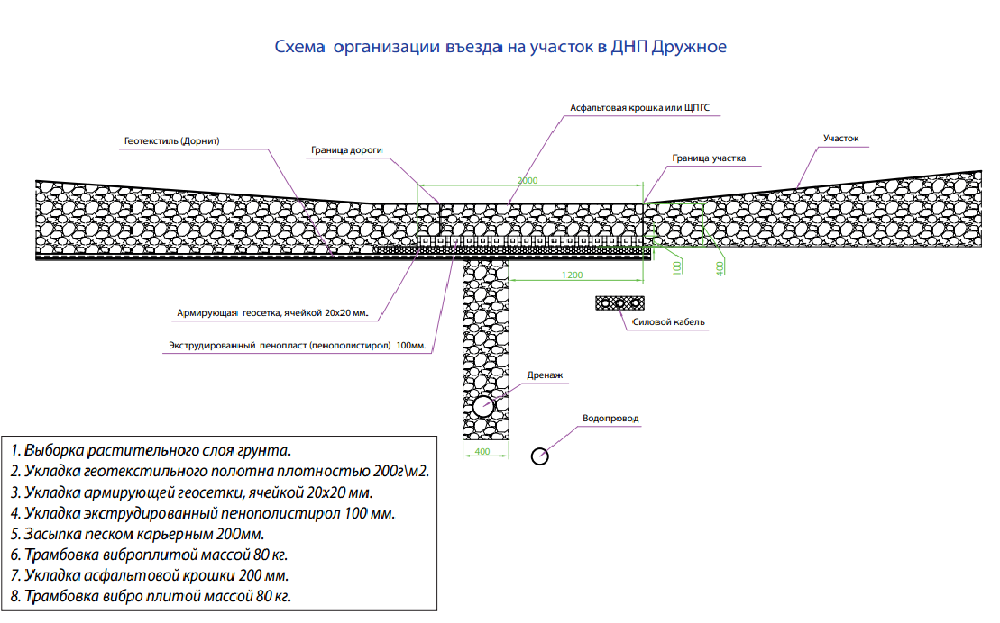 Схема организации въезда на участок в ДНП Дружное
Асфальтовая крошка или ЩПГС
Геотекстиль (Дорнит)
Граница дороги
Участок
Граница участка
2000
1200
100
400
Армирующая геосетка, ячейкой 20х20 мм.
Силовой кабель
Экструдированный пенопласт (пенополистирол) 100мм.
Дренаж
Водопровод
400
1. Выборка растительного слоя грунта.
2. Укладка геотекстильного полотна плотностью 200г\м2.
3. Укладка армирующей геосетки, ячейкой 20х20 мм.
4. Укладка экструдированный пенополистирол 100 мм.
5. Засыпка песком карьерным 200мм.
6. Трамбовка виброплитой массой 80 кг.
7. Укладка асфальтовой крошки 200 мм.
8. Трамбовка вибро плитой массой 80 кг.